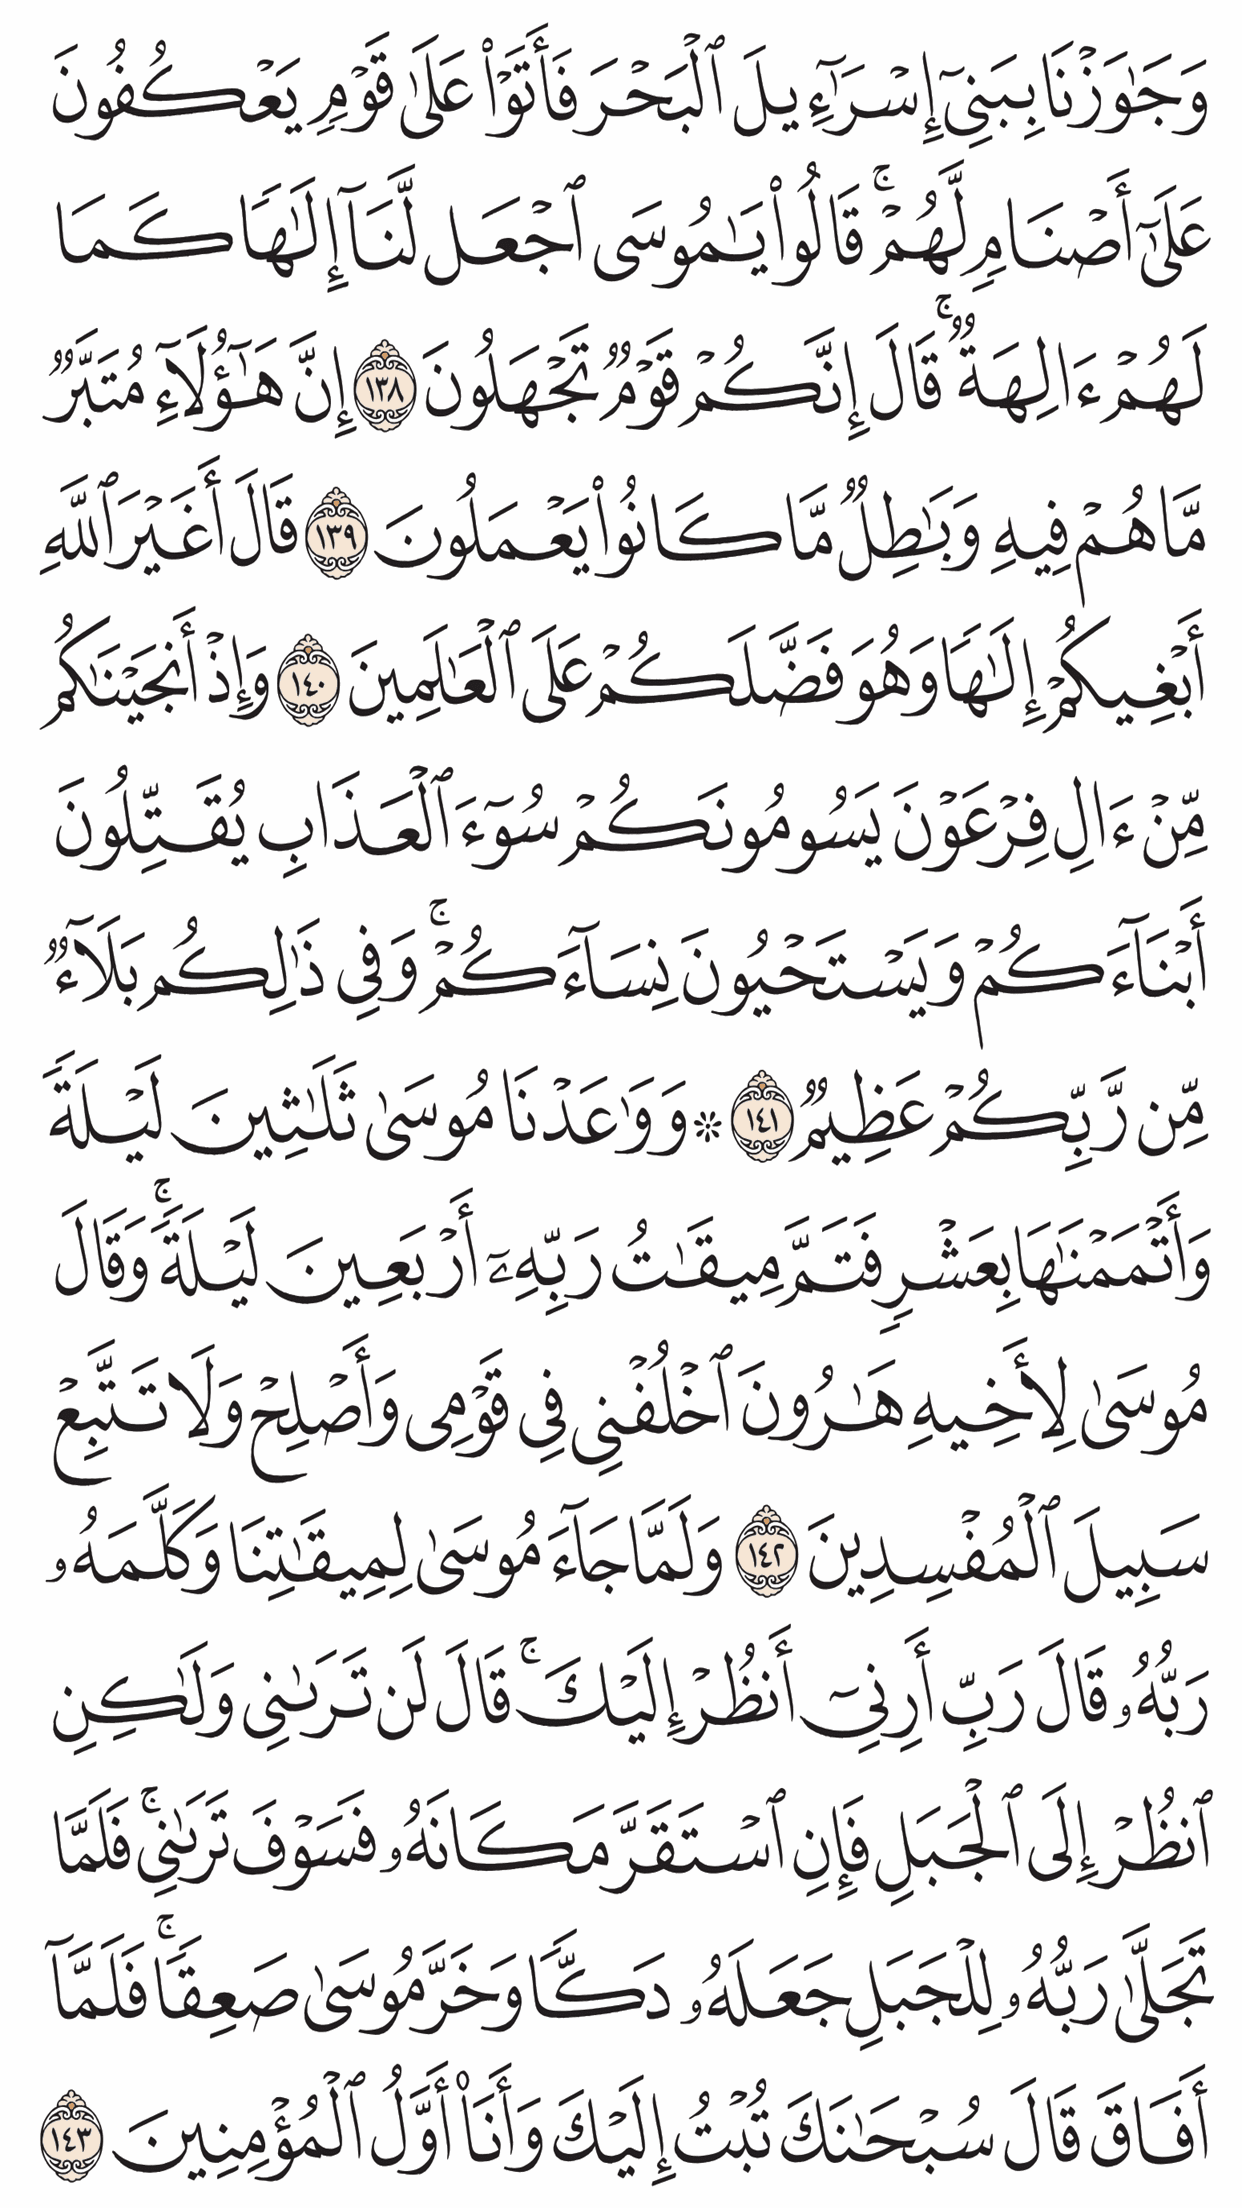 وَجَٰوَزْنَا بِبَنِىٓ إِسْرَٰٓءِيلَ ٱلْبَحْرَ فَأَتَوْا۟ عَلَىٰ قَوْمٍ يَعْكُفُونَ
عَلَىٰٓ أَصْنَامٍ لَّهُمْ ۚ قَالُوا۟ يَٰمُوسَى ٱجْعَل لَّنَآ إِلَٰهًا كَمَا
لَهُمْ ءَالِهَةٌ ۚ قَالَ إِنَّكُمْ قَوْمٌ تَجْهَلُونَ ١٣٨ إِنَّ هَٰٓؤُلَآءِ مُتَبَّرٌ
مَّا هُمْ فِيهِ وَبَٰطِلٌ مَّا كَانُوا۟ يَعْمَلُونَ ١٣٩ قَالَ أَغَيْرَ ٱللَّهِ
أَبْغِيكُمْ إِلَٰهًا وَهُوَ فَضَّلَكُمْ عَلَى ٱلْعَٰلَمِينَ ١٤٠ وَإِذْ أَنجَيْنَٰكُم
مِّنْ ءَالِ فِرْعَوْنَ يَسُومُونَكُمْ سُوٓءَ ٱلْعَذَابِ يُقَتِّلُونَ
أَبْنَآءَكُمْ وَيَسْتَحْيُونَ نِسَآءَكُمْ ۚ وَفِى ذَٰلِكُم بَلَآءٌ
مِّن رَّبِّكُمْ عَظِيمٌ ١٤١ ۞ وَوَٰعَدْنَا مُوسَىٰ ثَلَٰثِينَ لَيْلَةً
وَأَتْمَمْنَٰهَا بِعَشْرٍ فَتَمَّ مِيقَٰتُ رَبِّهِۦٓ أَرْبَعِينَ لَيْلَةً ۚ وَقَالَ
مُوسَىٰ لِأَخِيهِ هَٰرُونَ ٱخْلُفْنِى فِى قَوْمِى وَأَصْلِحْ وَلَا تَتَّبِعْ
سَبِيلَ ٱلْمُفْسِدِينَ ١٤٢ وَلَمَّا جَآءَ مُوسَىٰ لِمِيقَٰتِنَا وَكَلَّمَهُۥ
رَبُّهُۥ قَالَ رَبِّ أَرِنِىٓ أَنظُرْ إِلَيْكَ ۚ قَالَ لَن تَرَىٰنِى وَلَٰكِنِ
ٱنظُرْ إِلَى ٱلْجَبَلِ فَإِنِ ٱسْتَقَرَّ مَكَانَهُۥ فَسَوْفَ تَرَىٰنِى ۚ فَلَمَّا
تَجَلَّىٰ رَبُّهُۥ لِلْجَبَلِ جَعَلَهُۥ دَكًّا وَخَرَّ مُوسَىٰ صَعِقًا ۚ فَلَمَّآ
أَفَاقَ قَالَ سُبْحَٰنَكَ تُبْتُ إِلَيْكَ وَأَنَا۠ أَوَّلُ ٱلْمُؤْمِنِينَ ١٤٣